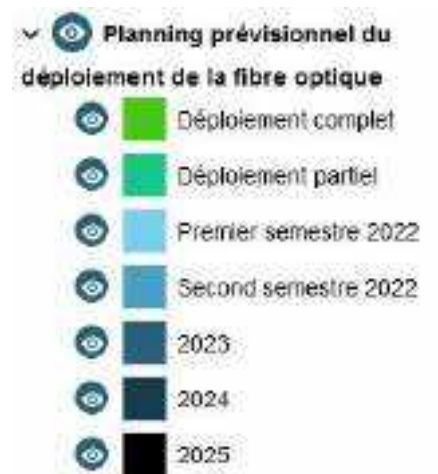 Planning prévisionnel du
déploiement de la fibre optique
Déploiement complet
Déploiement partiel
Premier semestre 2022
Second semestre 2022
2023
2024
2025